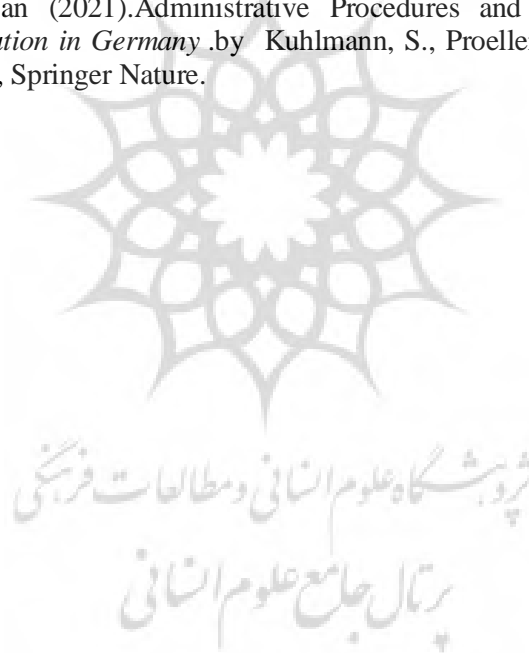 an (2021).Administrative Procedures and
ation in Germany .by Kuhlmann, S., Proelle
, Springer Nature.
پژوهشگاه علوم انسانی و مطالعات فرهنگی
پرتال جامع علوم انسانی